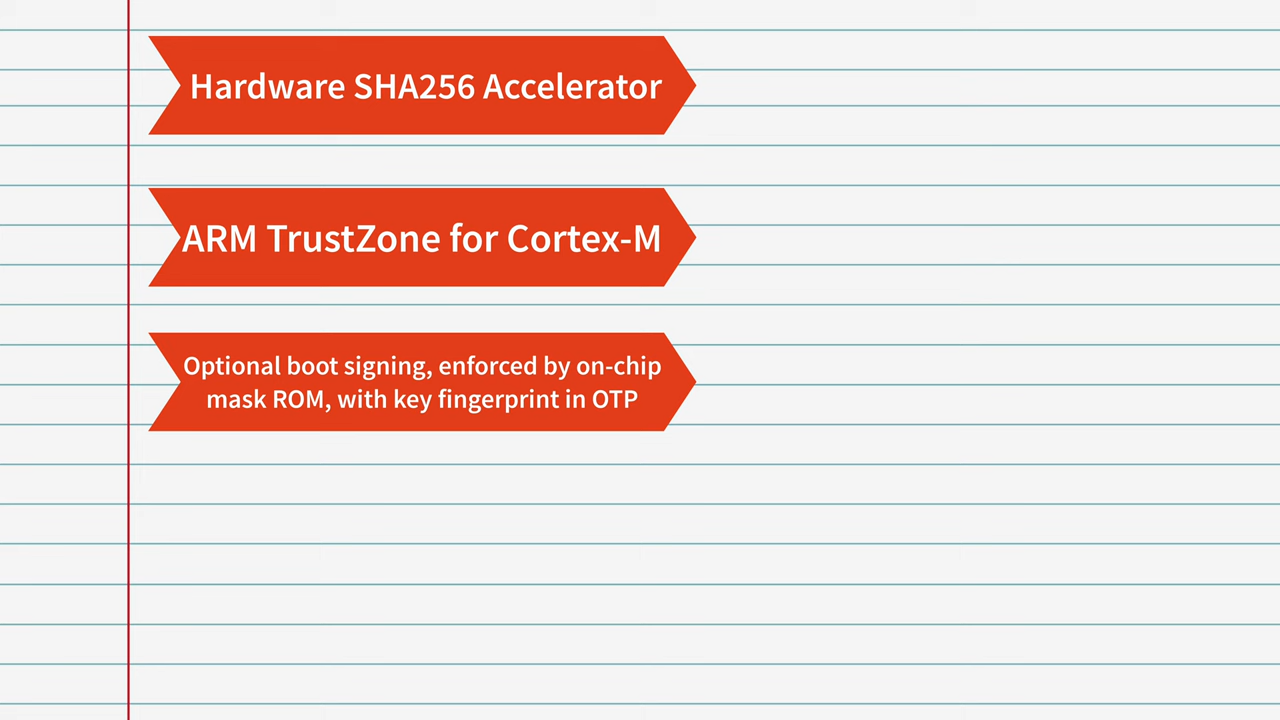 Hardware SHA256 Accelerator
ARM TrustZone for Cortex-M
Optional boot signing, enforced by on-chip
mask ROM, with key fingerprint in OTP